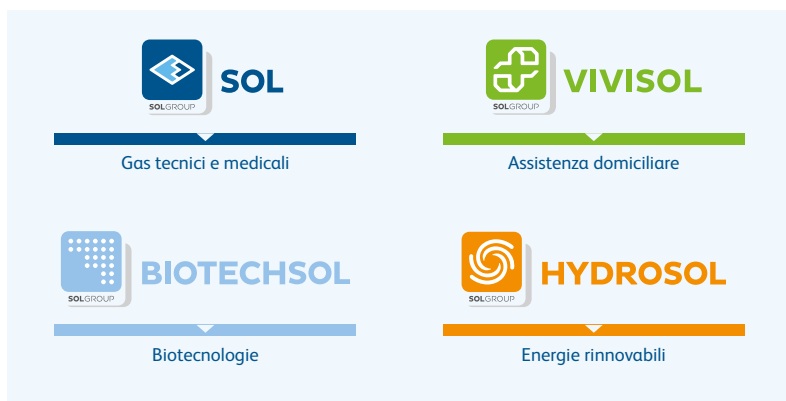 SOL
SOLGROUP
Gas tecnici e medicali
VIVISOL
SOLGROUP
Assistenza domiciliare
BIOTECHSOL
SOLGROUP
Biotecnologie
HYDROSOL
SOLGROUP
Energie rinnovabili